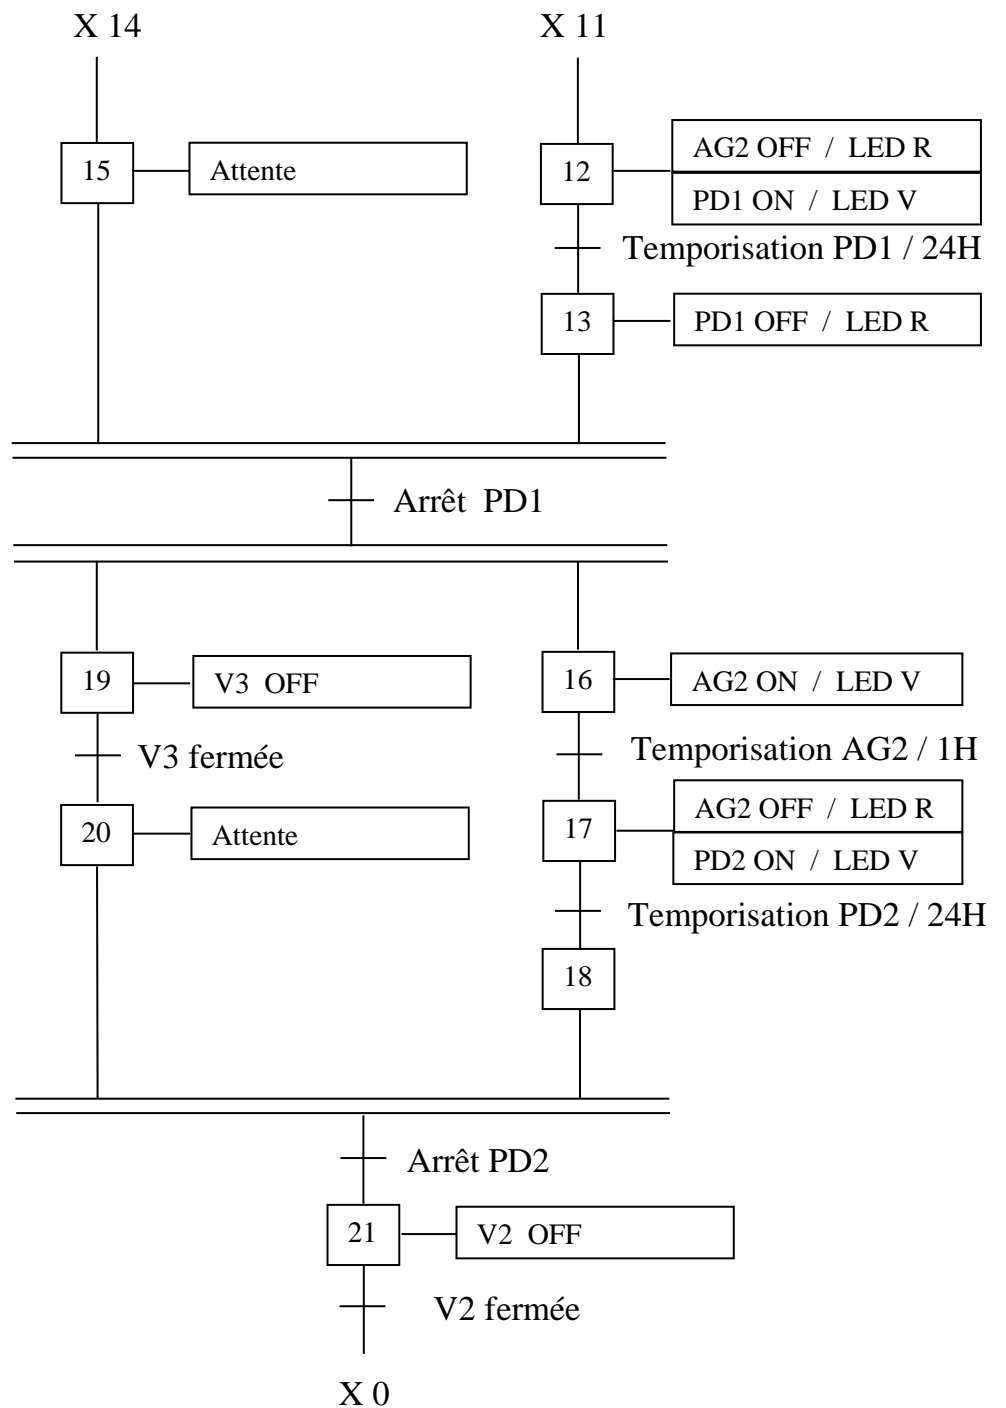 X 14
X 11
15
Attente
12
AG2 OFF / LED R
PD1 ON / LED V
Temporisation PD1 / 24H
13
PD1 OFF / LED R
Arrêt PD1
19
V3 OFF
16
AG2 ON / LED V
V3 fermée
Temporisation AG2 / 1H
20
Attente
17
AG2 OFF / LED R
PD2 ON / LED V
Temporisation PD2 / 24H
18
Arrêt PD2
21
V2 OFF
V2 fermée
X 0